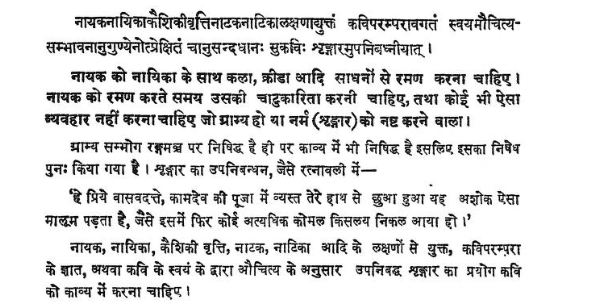 नायकनायिकाकैशिकीवृत्तिनाटकनाटिकालक्षणायुक्तं कविपरम्परावगतं स्वयमौचित्य-
सम्भावनानुगुण्येनोत्प्रेक्षितं चानुसन्दधानः सुकविः शृङ्गारमुपनिबध्नीयात् ।
नायक को नायिका के साथ कला, क्रीडा आदि साधनों से रमण करना चाहिए ।
नायक को रमण करते समय उसकी चाटुकारिता करनी चाहिए, तथा कोई भी ऐसा
व्यवहार नहीं करना चाहिए जो ग्राम्य हो या नर्म (शृङ्गार) को नष्ट करने वाला ।
ग्राम्य सम्भोग रङ्गमञ्च पर निषिद्ध है ही पर काव्य में भी निषिद्ध है इसलिए इसका निषेध
पुनः किया गया है । शृङ्गार का उपनिबन्धन, जैसे रत्नावली में—
‘हे प्रिये वासवदत्ते, कामदेव की पूजा में व्यस्त तेरे हाथ से छुआ हुआ यह अशोक ऐसा
मालूम पड़ता है, जैसे इसमें फिर कोई अत्यधिक कोमल किसलय निकल आया हो ।’
नायक, नायिका, कैशिकी वृत्ति, नाटक, नाटिका आदि के लक्षणों से युक्त, कविपरम्परा
के ज्ञात, अथवा कवि के स्वयं के द्वारा औचित्य के अनुसार उपनिबद्ध शृङ्गार का प्रयोग कवि
को काव्य में करना चाहिए ।